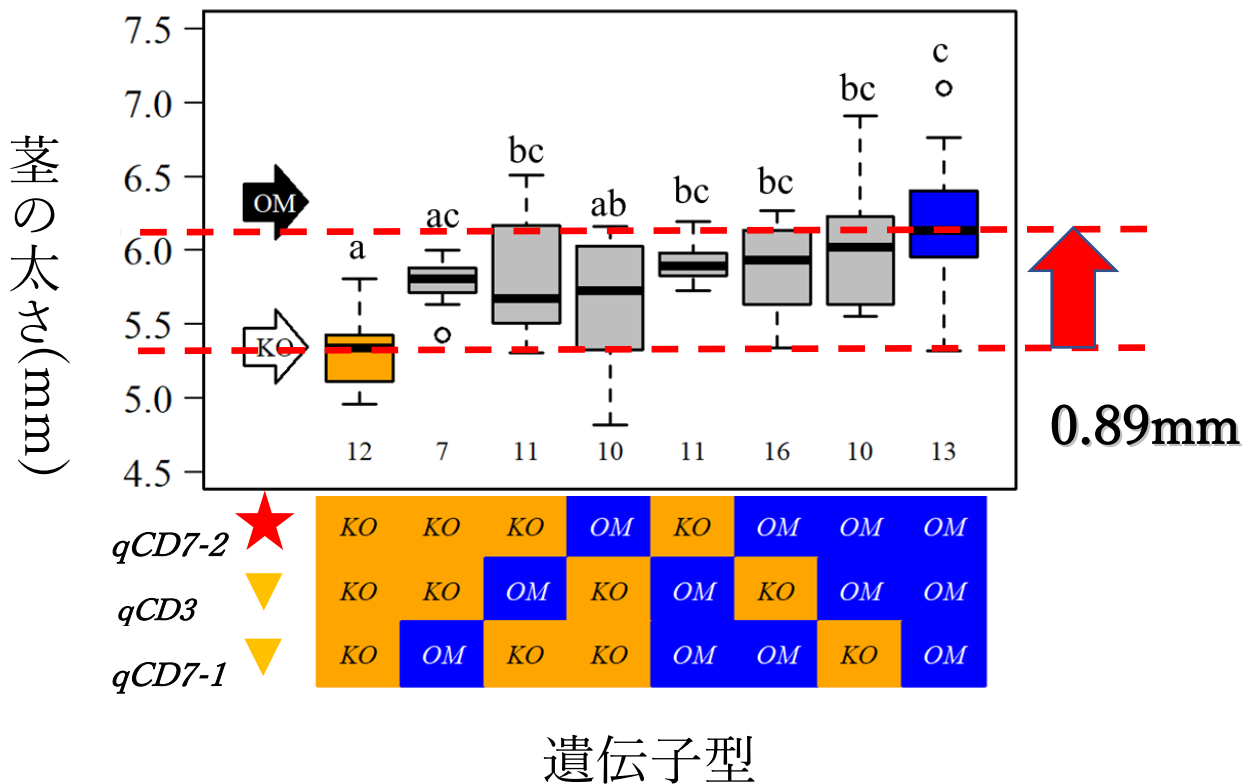 茎の太さ(mm)
7.5
7.0
6.5
6.0
5.5
5.0
4.5
OM
KO
a
ac
bc
ab
bc
bc
bc
c
12 7 11 10 11 16 10 13
0.89mm
qCD7-2 KO KO KO OM KO OM OM OM
qCD3 KO KO OM KO OM KO OM OM
qCD7-1 KO OM KO KO OM OM KO OM
遺伝子型